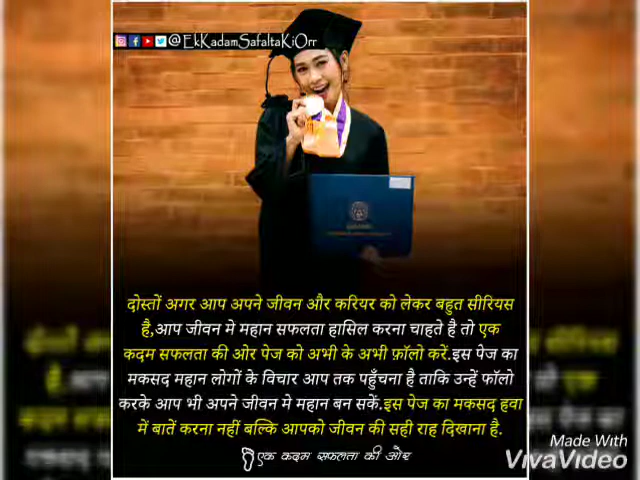 @EkKadamSafaltaKiOrr
दोस्तों अगर आप अपने जीवन और करियर को लेकर बहुत सीरियस
है,आप जीवन मे महान सफलता हासिल करना चाहते है तो एक
कदम सफलता की ओर पेज को अभी के अभी फ़ॉलो करें.इस पेज का
मकसद महान लोगों के विचार आप तक पहुँचना है ताकि उन्हें फॉलो
करके आप भी अपने जीवन मे महान बन सकें.इस पेज का मकसद हवा
में बातें करना नहीं बल्कि आपको जीवन की सही राह दिखाना है.
एक कदम सफलता की ओर
Made With
VivaVideo